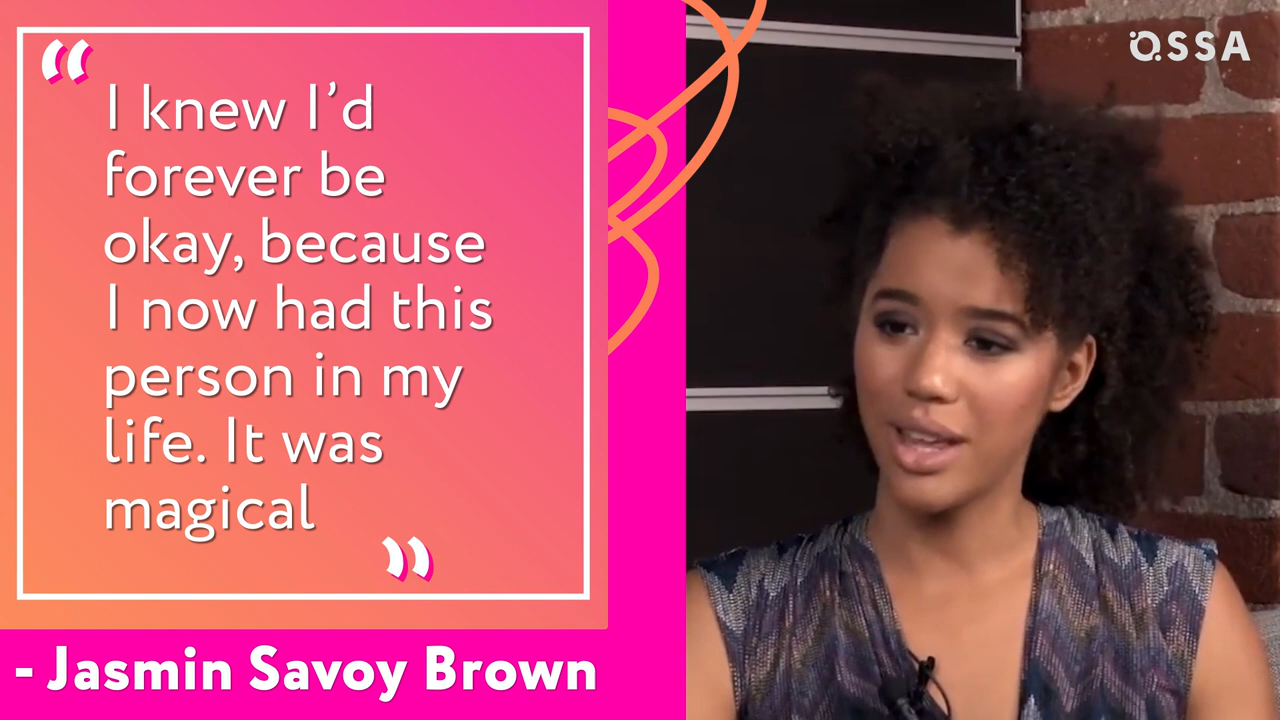 “
I knew I’d
forever be
okay, because
I now had this
person in my
life. It was
magical
”
- Jasmin Savoy Brown
OSSA